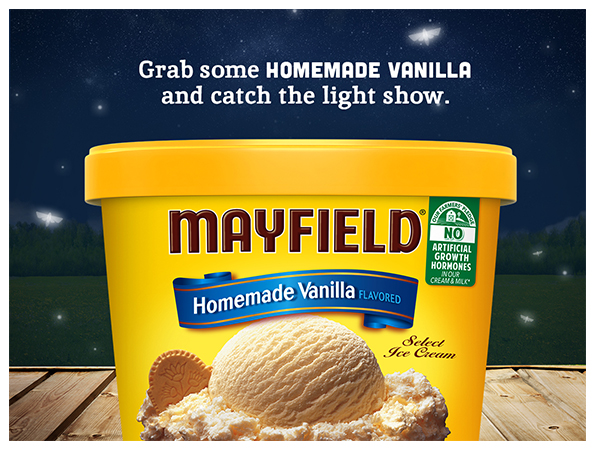 Grab some HOMEMADE VANILLA
and catch the light show.
MAYFIELD®
OUR FARMERS' PLEDGE
NO
ARTIFICIAL
GROWTH
HORMONES
IN OUR
CREAM & MILK*
Homemade Vanilla FLAVORED
Select
Ice Cream